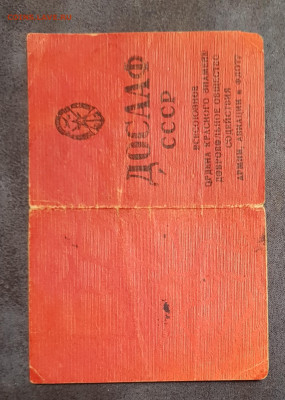 ДОСААФ
СССР
ВСЕСОЮЗНОЕ
ОРДЕНА КРАСНОГО ЗНАМЕНИ
ДОБРОВОЛЬНОЕ ОБЩЕСТВО
СОДЕЙСТВИЯ
АРМИИ, АВИАЦИИ И ФЛОТУ